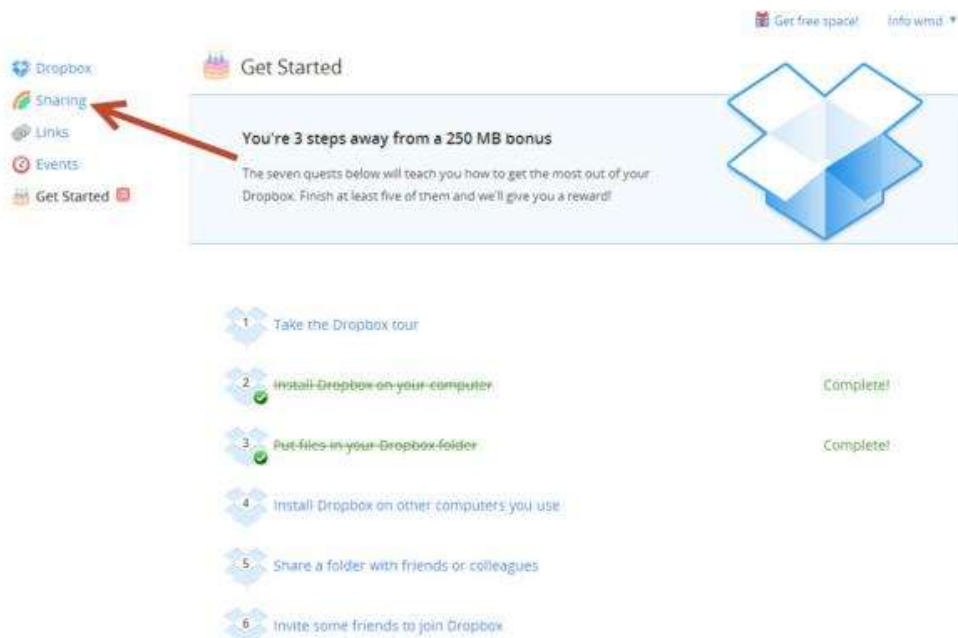 Get free space! Info wmd
Dropbox
Sharing
Links
Events
Get Started
Get Started
You're 3 steps away from a 250 MB bonus
The seven quests below will teach you how to get the most out of your
Dropbox. Finish at least five of them and we'll give you a reward!
1 Take the Dropbox tour
2 Install Dropbox on your computer Complete!
3 Put files in your Dropbox folder Complete!
4 Install Dropbox on other computers you use
5 Share a folder with friends or colleagues
6 Invite some friends to join Dropbox